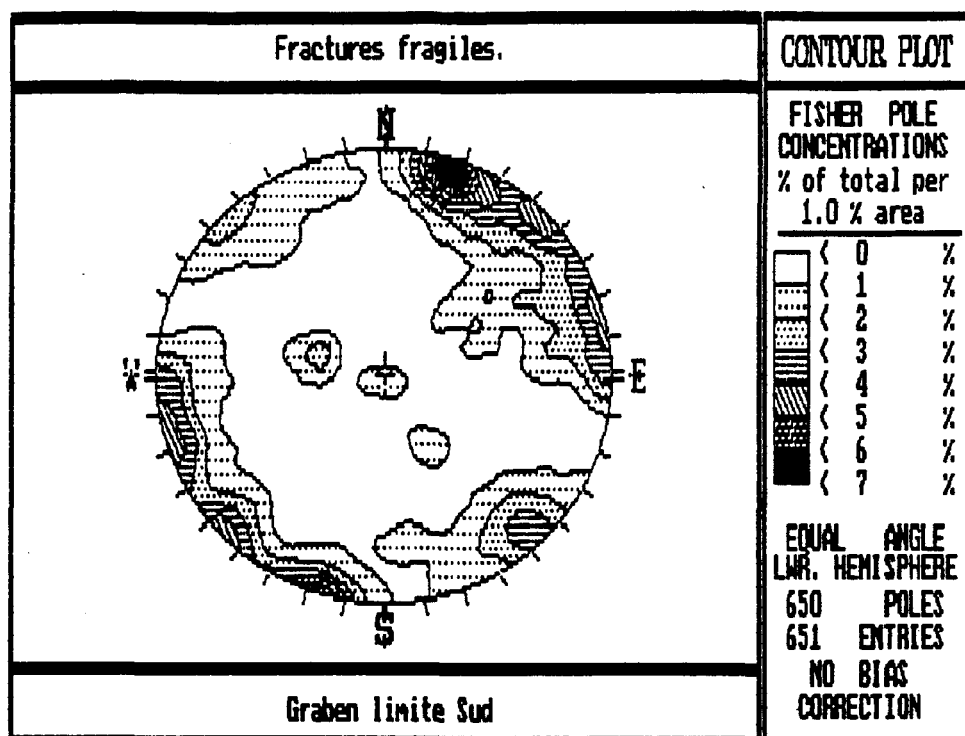 Fractures fragiles.
N
W
E
S
Graben limite Sud
CONTOUR PLOT
FISHER POLE
CONCENTRATIONS
% of total per
1.0 % area
< 0 %
< 1 %
< 2 %
< 3 %
< 4 %
< 5 %
< 6 %
< 7 %
EQUAL ANGLE
LWR. HEMISPHERE
650 POLES
651 ENTRIES
NO BIAS
CORRECTION